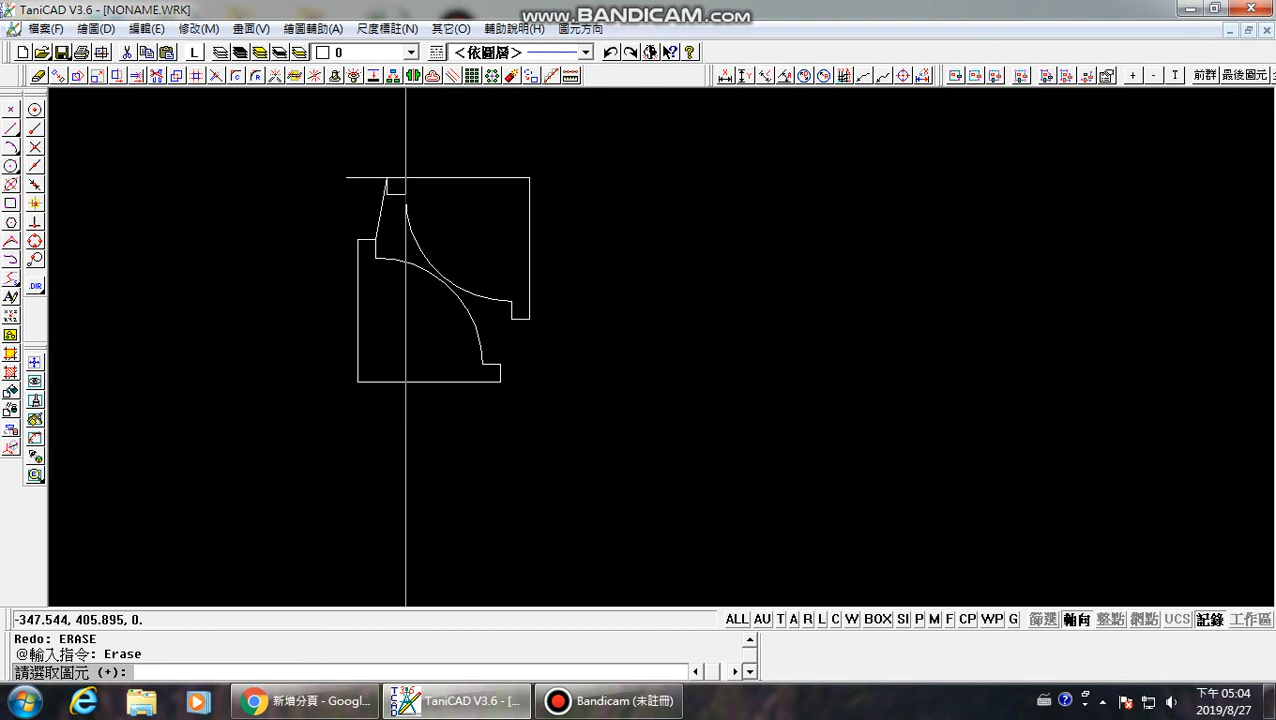 TaniCAD V3.6 - [NONAME.WRK]
www.BANDICAM.com
檔案(F) 繪圖(D) 編輯(E) 修改(M) 畫面(V) 繪圖輔助(A) 尺度標註(N) 其它(O) 輔助說明(H) 圖元方向
L 0 <依圖層>
+ - T 前群 最後圖元
.DIR
-347.544, 405.895, 0.
ALL AU T A R L C W BOX SI P M F CP WP G 篩選 軸向 整點 網點 UCS 記錄 工作區
Redo: ERASE
@輸入指令: Erase
請選取圖元 (+):
新增分頁 - Googl...
TaniCAD V3.6 - [...
Bandicam (未註冊)
下午 05:04
2019/8/27